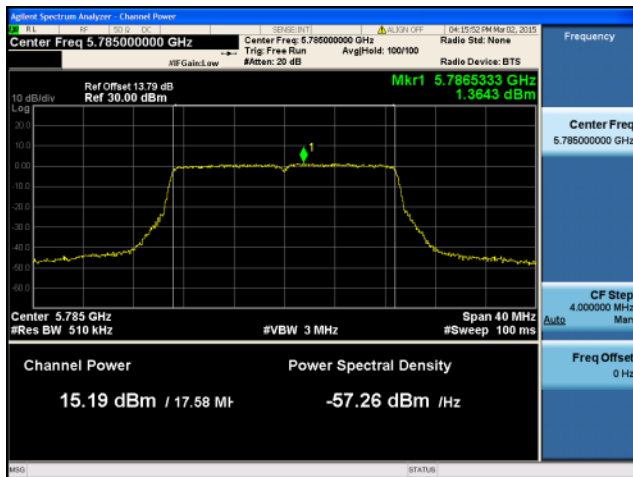 Agilent Spectrum Analyzer - Channel Power
RL RF 50 Ω DC SENSE:INT ALIGN OFF 04:15:52 PM Mar 02, 2015
Center Freq 5.785000000 GHz
Center Freq: 5.785000000 GHz
Radio Std: None
Trig: Free Run Avg|Hold: 100/100
#IFGain:Low
#Atten: 20 dB
Radio Device: BTS
Frequency
Mkr1 5.7865333 GHz
1.3643 dBm
Ref Offset 13.79 dB
10 dB/div Ref 30.00 dBm
Log
20.0
10.0
0.00
-10.0
-20.0
-30.0
-40.0
-50.0
-60.0
1
Center Freq
5.785000000 GHz
Center 5.785 GHz
Span 40 MHz
#Res BW 510 kHz
#VBW 3 MHz
#Sweep 100 ms
CF Step
4.000000 MHz
Auto Man
Channel Power
Power Spectral Density
15.19 dBm / 17.58 MH
-57.26 dBm /Hz
Freq Offset
0 Hz
MSG
STATUS